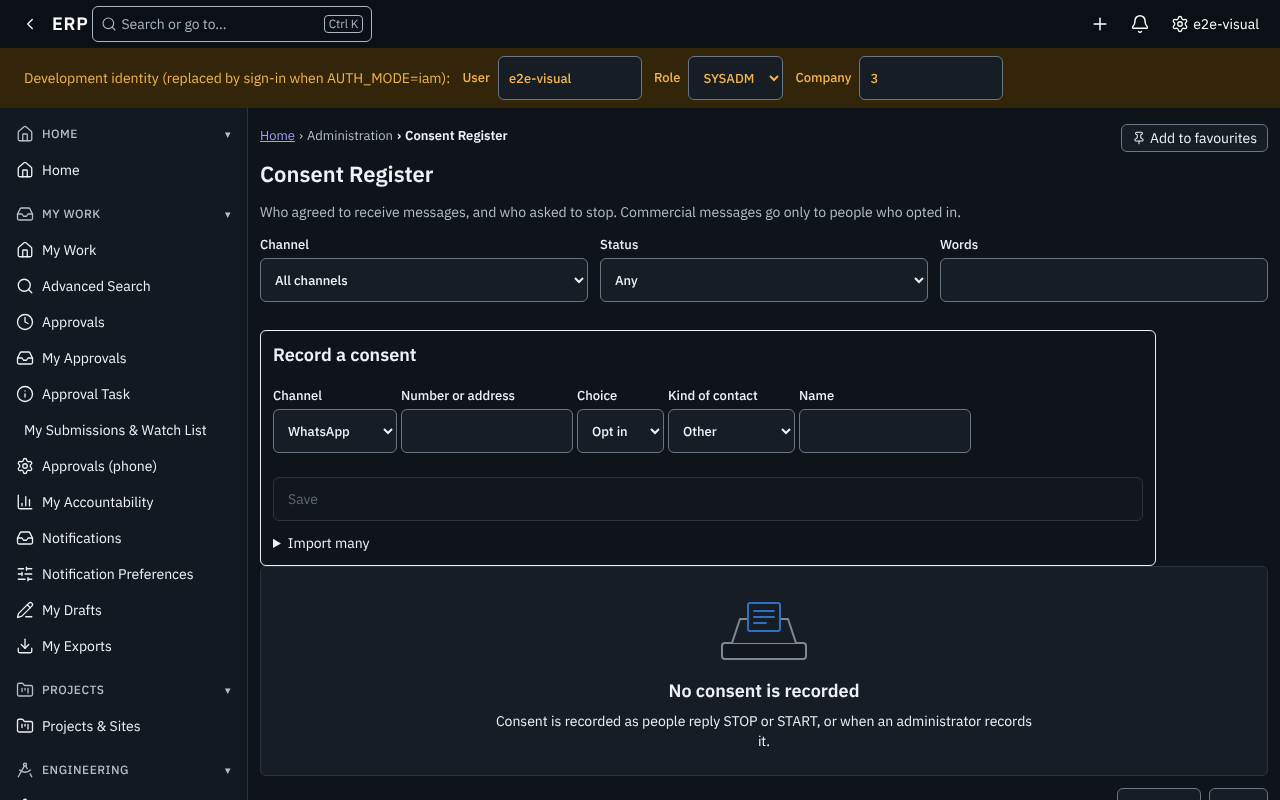 ERP Search or go to... Ctrl K e2e-visual
Development identity (replaced by sign-in when AUTH_MODE=iam): User e2e-visual Role SYSADM Company 3
HOME
Home
MY WORK
My Work
Advanced Search
Approvals
My Approvals
Approval Task
My Submissions & Watch List
Approvals (phone)
My Accountability
Notifications
Notification Preferences
My Drafts
My Exports
PROJECTS
Projects & Sites
ENGINEERING
Home › Administration › Consent Register
Add to favourites
Consent Register
Who agreed to receive messages, and who asked to stop. Commercial messages go only to people who opted in.
Channel Status Words
All channels Any
Record a consent
Channel Number or address Choice Kind of contact Name
WhatsApp Opt in Other
Save
Import many
No consent is recorded
Consent is recorded as people reply STOP or START, or when an administrator records
it.